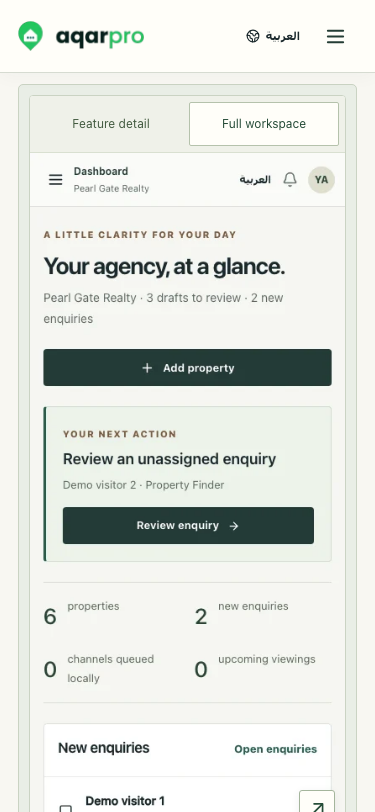 aqarpro
العربية
Feature detail
Full workspace
Dashboard
Pearl Gate Realty
العربية
YA
A LITTLE CLARITY FOR YOUR DAY
Your agency, at a glance.
Pearl Gate Realty · 3 drafts to review · 2 new
enquiries
Add property
YOUR NEXT ACTION
Review an unassigned enquiry
Demo visitor 2 · Property Finder
Review enquiry
6 properties
2 new enquiries
0 channels queued
locally
0 upcoming viewings
New enquiries
Open enquiries
Demo visitor 1